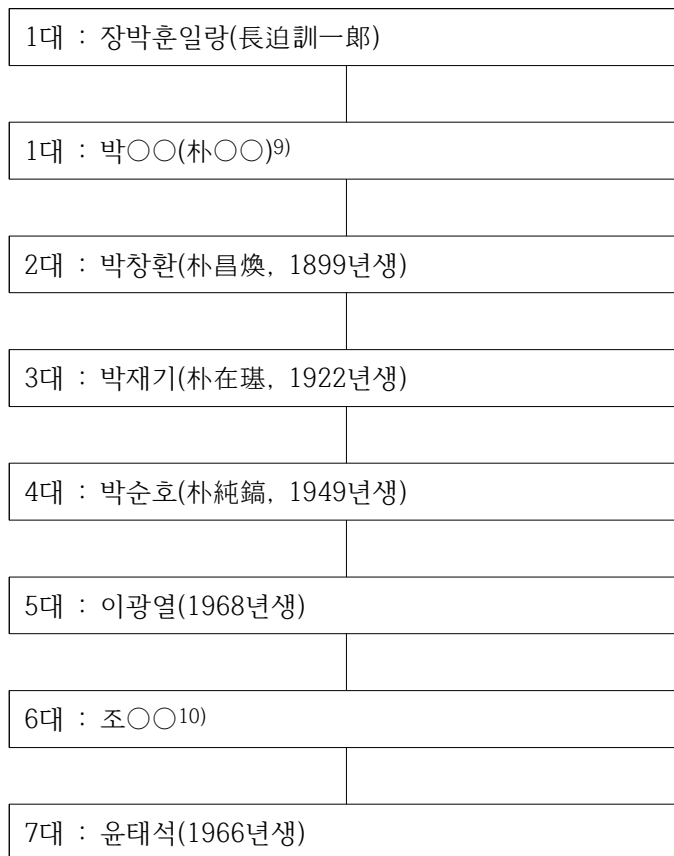 1대 : 장박훈일랑(長迫訓一郞)
1대 : 박○○(朴○○)9)
2대 : 박창환(朴昌煥, 1899년생)
3대 : 박재기(朴在璂, 1922년생)
4대 : 박순호(朴純鎬, 1949년생)
5대 : 이광열(1968년생)
6대 : 조○○10)
7대 : 윤태석(1966년생)